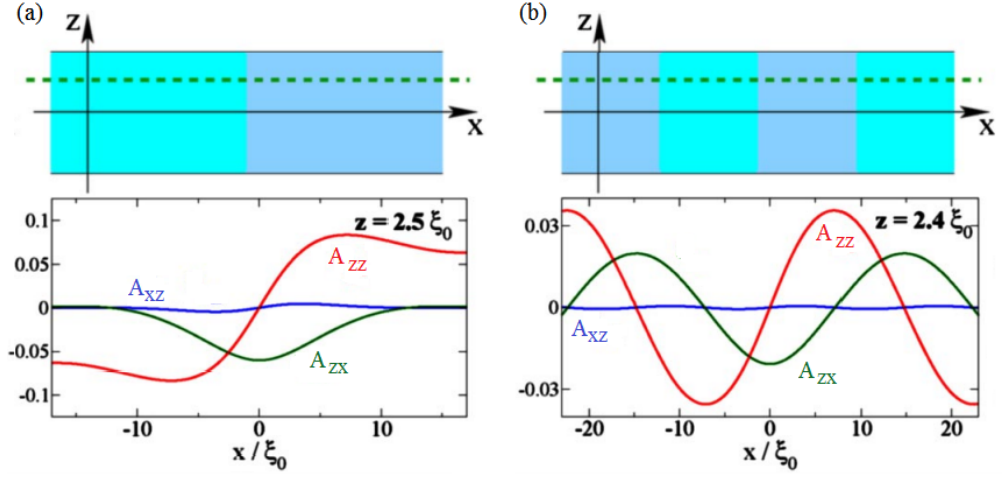 (a)
Z
X
0.1
0.05
0
-0.05
-0.1
z = 2.5 ξ₀
A zz
A xz
A zx
-10 0 10
x / ξ₀
(b)
Z
X
0.03
0
-0.03
z = 2.4 ξ₀
A zz
A xz
A zx
-20 -10 0 10 20
x / ξ₀